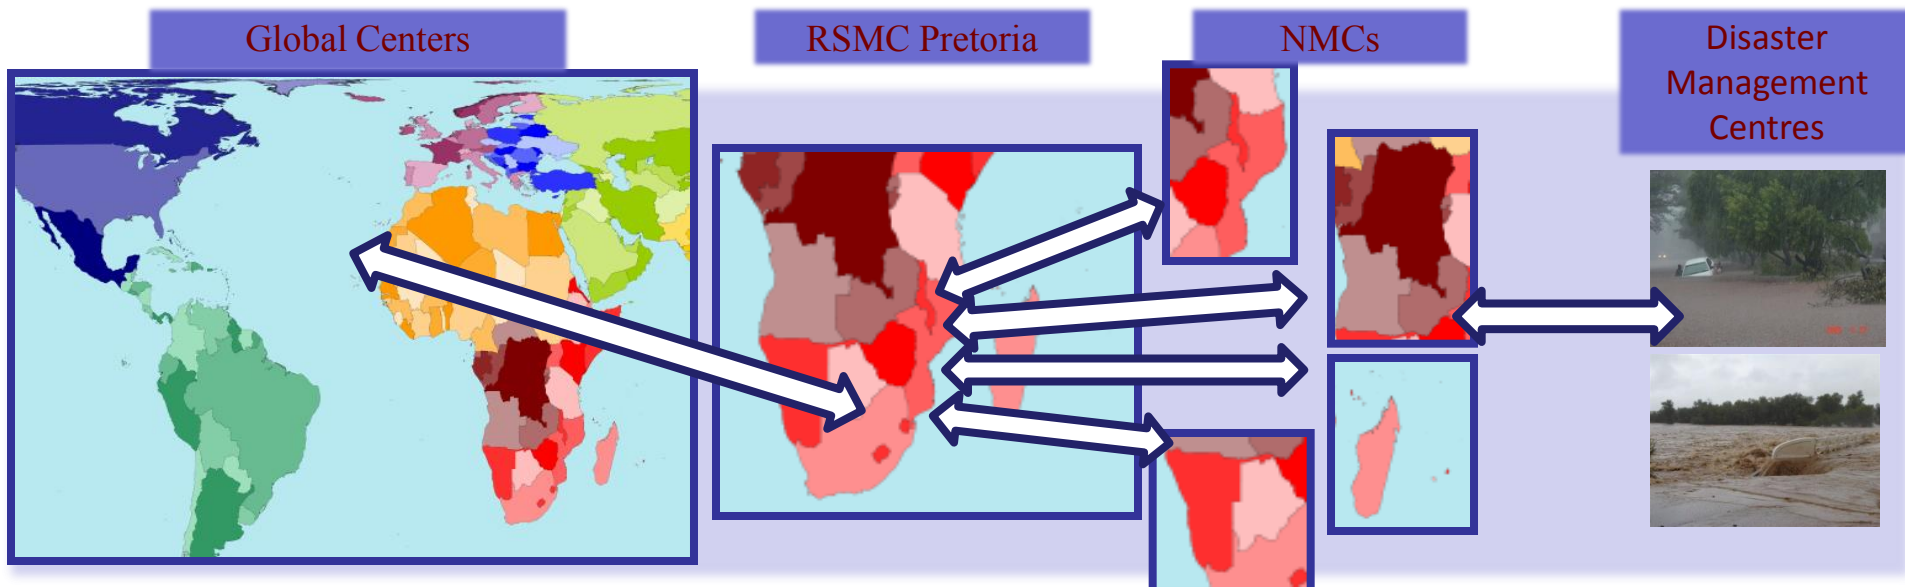 Global Centers
RSMC Pretoria
NMCs
Disaster
Management
Centres